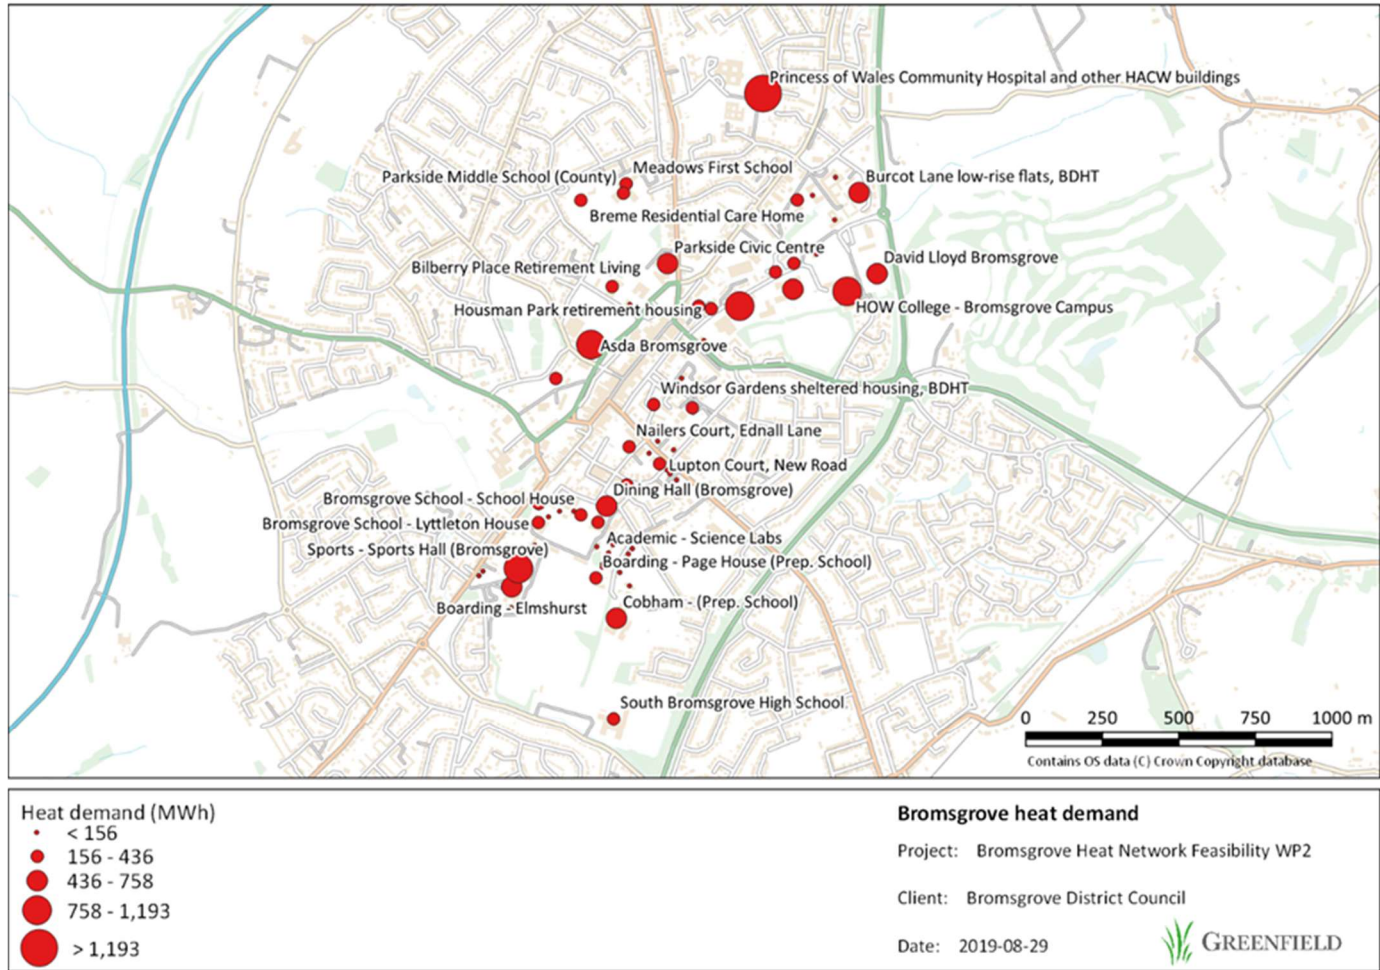 Princess of Wales Community Hospital and other HACW buildings
Meadows First School
Parkside Middle School (County)
Burcot Lane low-rise flats, BDHT
Breme Residential Care Home
Parkside Civic Centre
David Lloyd Bromsgrove
Bilberry Place Retirement Living
Housman Park retirement housing
HOW College - Bromsgrove Campus
Asda Bromsgrove
Windsor Gardens sheltered housing, BDHT
Nailers Court, Ednall Lane
Lupton Court, New Road
Dining Hall (Bromsgrove)
Bromsgrove School - School House
Bromsgrove School - Lyttleton House
Academic - Science Labs
Sports - Sports Hall (Bromsgrove)
Boarding - Page House (Prep. School)
Boarding - Elmshurst
Cobham - (Prep. School)
South Bromsgrove High School
0 250 500 750 1000 m
Contains OS data (C) Crown Copyright database
Heat demand (MWh)
< 156
156 - 436
436 - 758
758 - 1,193
> 1,193
Bromsgrove heat demand
Project: Bromsgrove Heat Network Feasibility WP2
Client: Bromsgrove District Council
Date: 2019-08-29
GREENFIELD